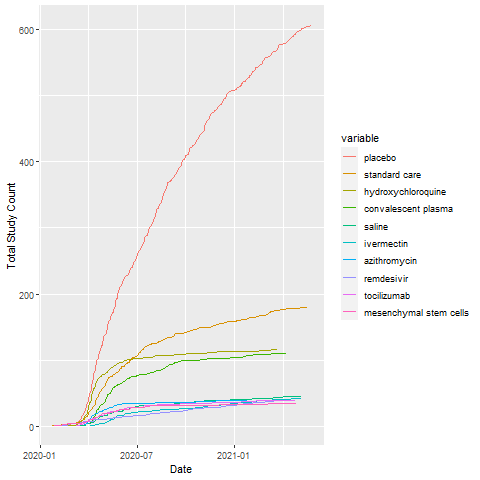 600
400
200
0
Total Study Count
2020-01
2020-07
2021-01
Date
variable
placebo
standard care
hydroxychloroquine
convalescent plasma
saline
ivermectin
azithromycin
remdesivir
tocilizumab
mesenchymal stem cells